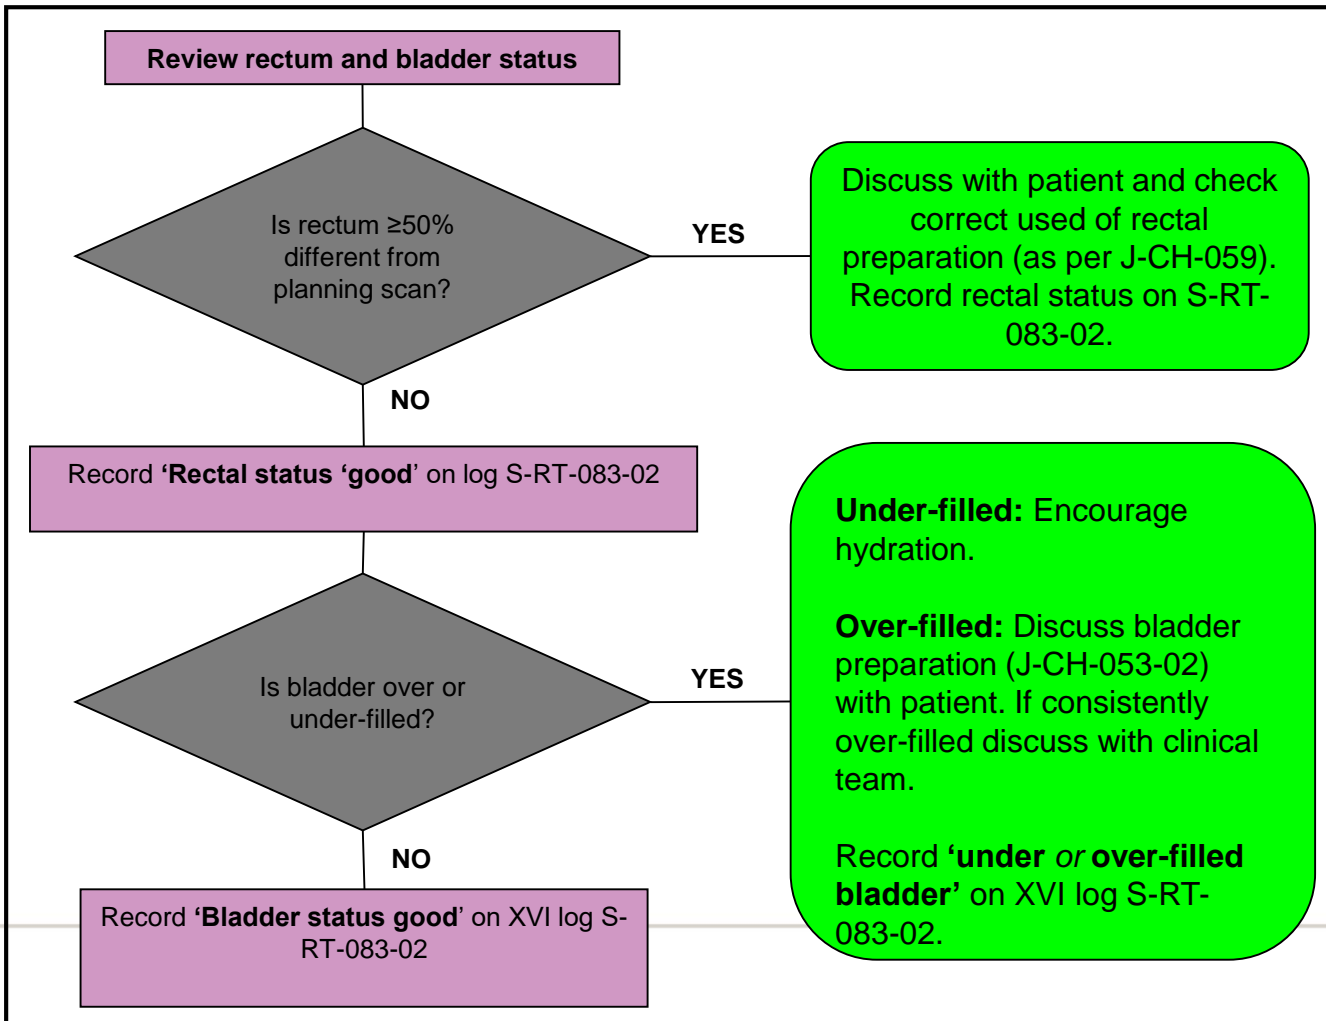 Review rectum and bladder status
Is rectum ≥50%
different from
planning scan?
YES
Discuss with patient and check
correct used of rectal
preparation (as per J-CH-059).
Record rectal status on S-RT-
083-02.
NO
Record ‘Rectal status ‘good’ on log S-RT-083-02
Is bladder over or
under-filled?
YES
Under-filled: Encourage
hydration.
Over-filled: Discuss bladder
preparation (J-CH-053-02)
with patient. If consistently
over-filled discuss with clinical
team.
Record ‘under or over-filled
bladder’ on XVI log S-RT-
083-02.
NO
Record ‘Bladder status good’ on XVI log S-
RT-083-02